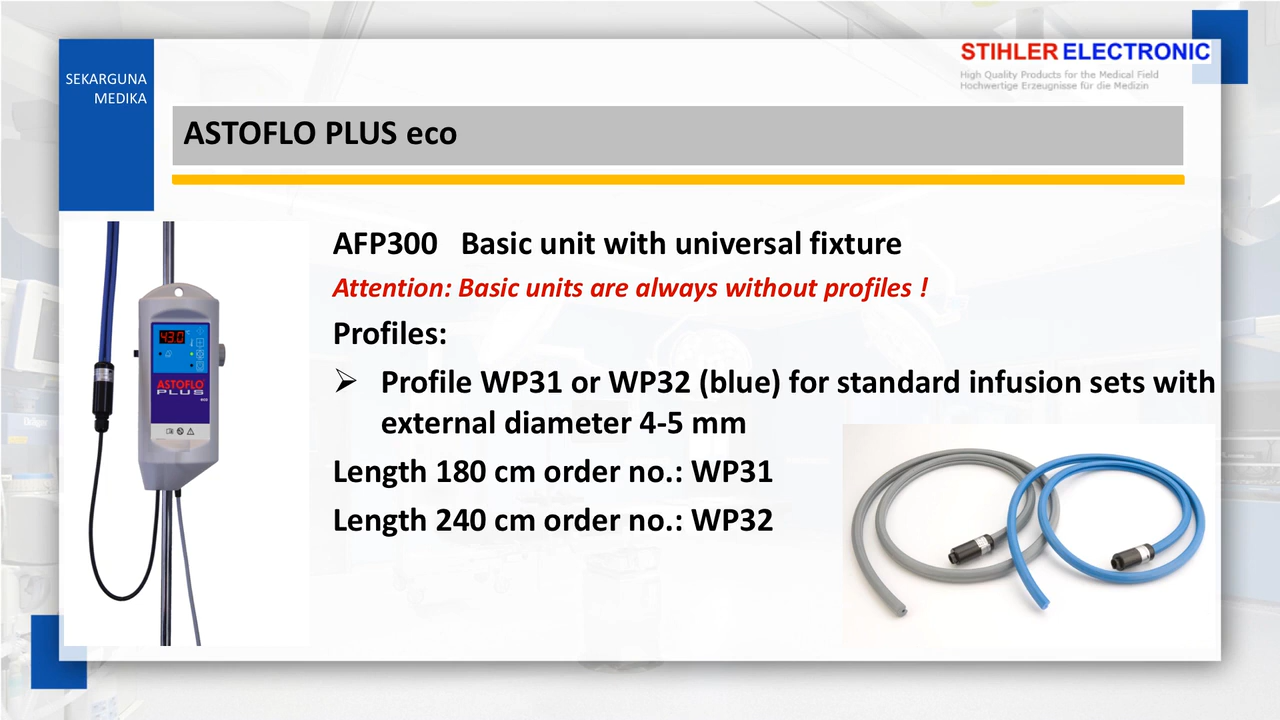 SEKARGUNA
MEDIKA
STIHLER ELECTRONIC
High Quality Products for the Medical Field
Hochwertige Erzeugnisse für die Medizin
ASTOFLO PLUS eco
AFP300 Basic unit with universal fixture
Attention: Basic units are always without profiles !
Profiles:
➢ Profile WP31 or WP32 (blue) for standard infusion sets with
external diameter 4-5 mm
Length 180 cm order no.: WP31
Length 240 cm order no.: WP32
43.0
ASTOFLO
PLUS
eco